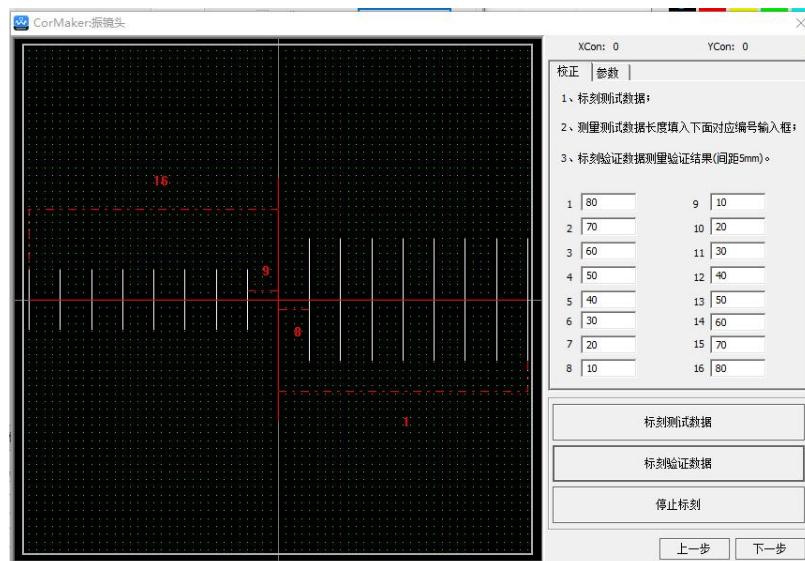 CorMaker:振镜头
XCon: 0 YCon: 0
校正 参数
1、标刻测试数据;
2、测量测试数据长度填入下面对应编号输入框;
3、标刻验证数据测量验证结果(间距5mm)。
16
9
8
1
1 80 9 10
2 70 10 20
3 60 11 30
4 50 12 40
5 40 13 50
6 30 14 60
7 20 15 70
8 10 16 80
标刻测试数据
标刻验证数据
停止标刻
上一步 下一步